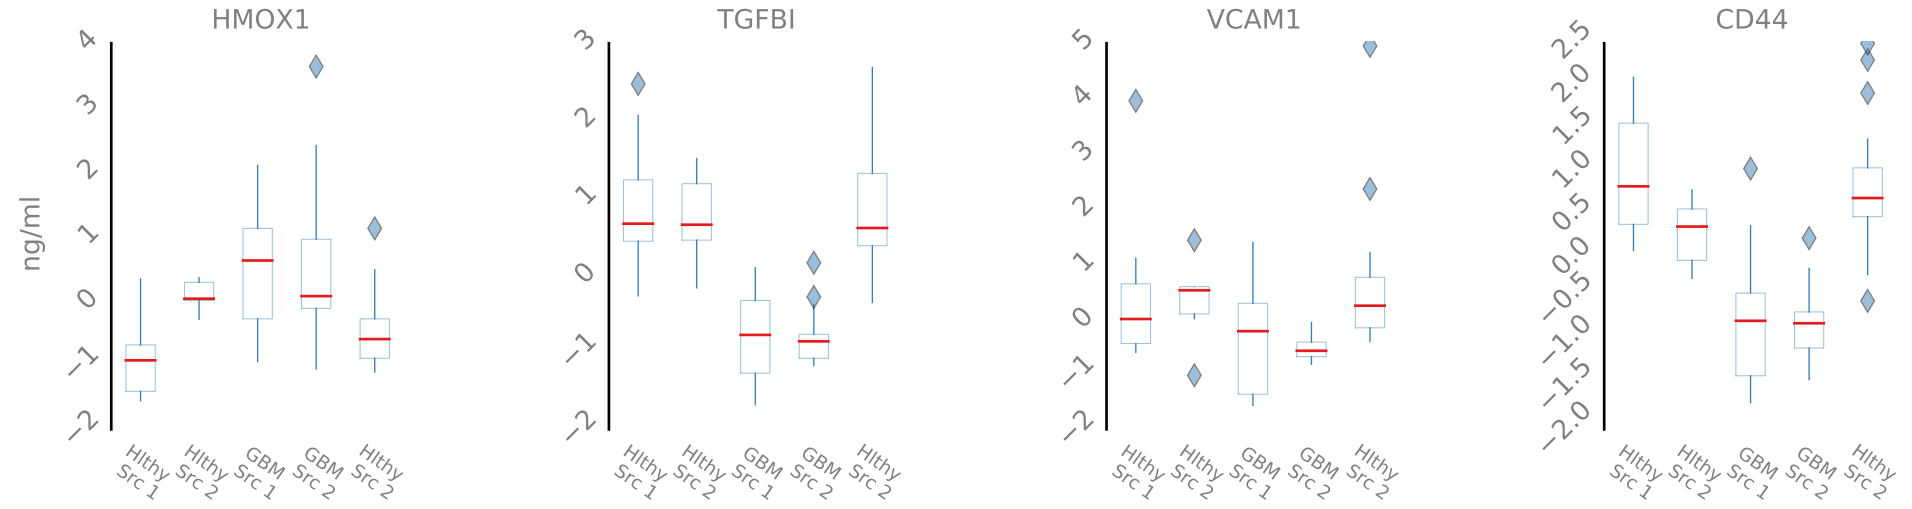 HMOX1
TGFBI
VCAM1
CD44
ng/ml
4
3
2
1
0
−1
−2
Hlthy
Src 1
Hlthy
Src 2
GBM
Src 1
GBM
Src 2
Hlthy
Src 2
3
2
1
0
−1
−2
Hlthy
Src 1
Hlthy
Src 2
GBM
Src 1
GBM
Src 2
Hlthy
Src 2
5
4
3
2
1
0
−1
−2
Hlthy
Src 1
Hlthy
Src 2
GBM
Src 1
GBM
Src 2
Hlthy
Src 2
2.5
2.0
1.5
1.0
0.5
0.0
−0.5
−1.0
−1.5
−2.0
Hlthy
Src 1
Hlthy
Src 2
GBM
Src 1
GBM
Src 2
Hlthy
Src 2